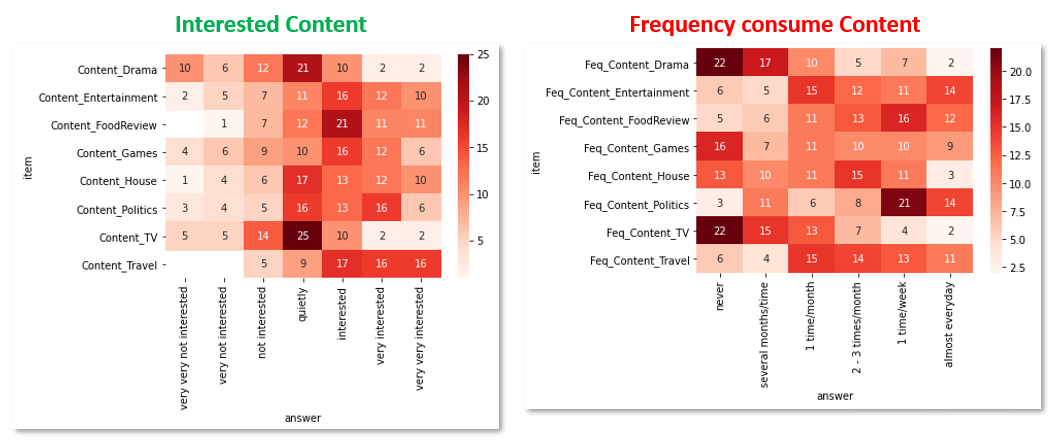 Interested Content
Content_Drama 10 6 12 21 10 2 2
Content_Entertainment 2 5 7 11 16 12 10
Content_FoodReview 1 7 12 21 11 11
Content_Games 4 6 9 10 16 12 6
Content_House 1 4 6 17 13 12 10
Content_Politics 3 4 5 16 13 16 6
Content_TV 5 5 14 25 10 2 2
Content_Travel 5 9 17 16 16
item
25
20
15
10
5
very very not interested
very not interested
not interested
quietly
interested
very interested
very very interested
answer
Frequency consume Content
Feq_Content_Drama 22 17 10 5 7 2
Feq_Content_Entertainment 6 5 15 12 11 14
Feq_Content_FoodReview 5 6 11 13 16 12
Feq_Content_Games 16 7 11 10 10 9
Feq_Content_House 13 10 11 15 11 3
Feq_Content_Politics 3 11 6 8 21 14
Feq_Content_TV 22 15 13 7 4 2
Feq_Content_Travel 6 4 15 14 13 11
item
20.0
17.5
15.0
12.5
10.0
7.5
5.0
2.5
never
several months/time
1 time/month
2 - 3 times/month
1 time/week
almost everyday
answer